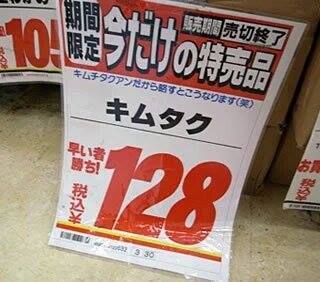 期間
限定
今だけの特売品
販売期間 売切終了
キムチタクアンだから略すとこうなります(笑)
キムタク
早い者
勝ち!
税込¥
128
3 30
105